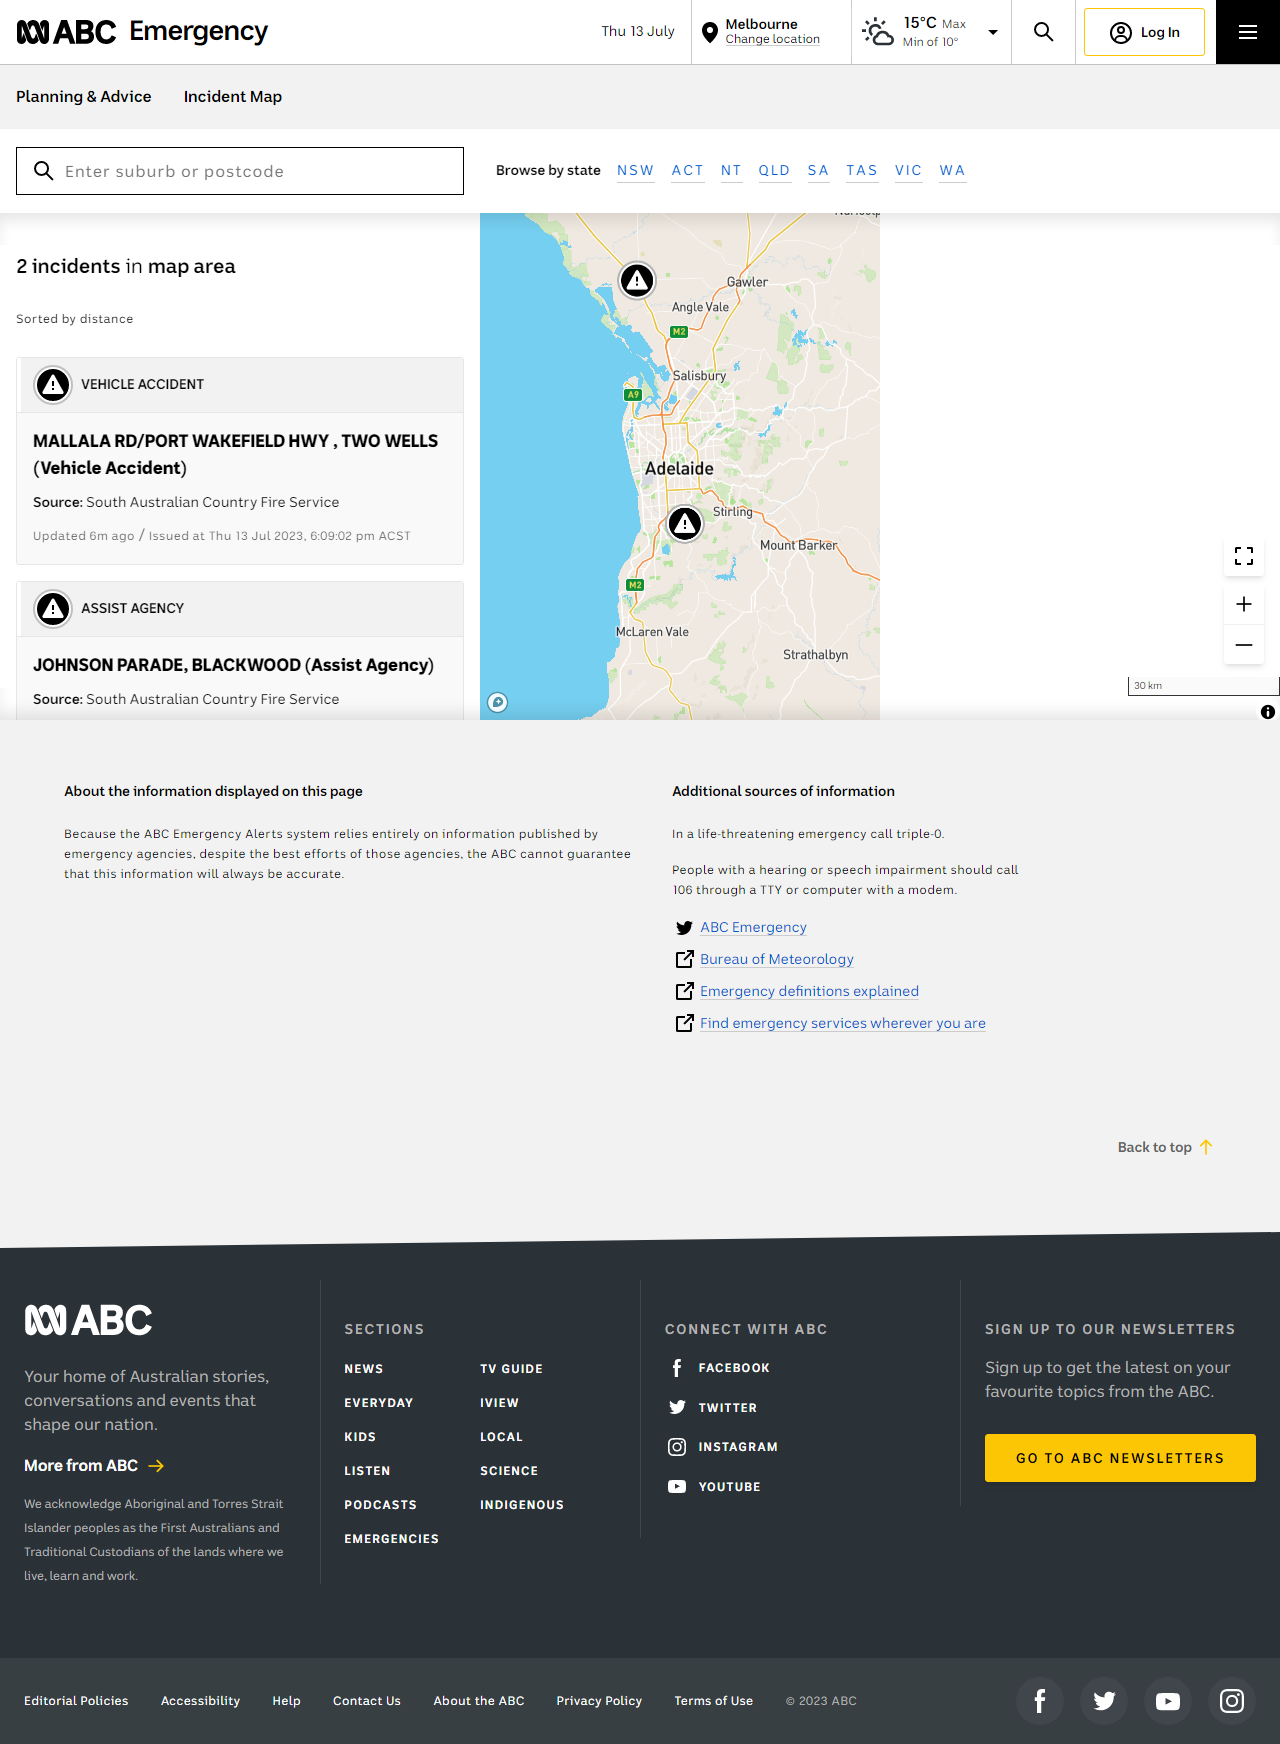 ABC Emergency
Thu 13 July
Melbourne
Change location
15°C Max
Min of 10°
Log In
Planning & Advice
Incident Map
Enter suburb or postcode
Browse by state NSW ACT NT QLD SA TAS VIC WA
2 incidents in map area
Sorted by distance
VEHICLE ACCIDENT
MALLALA RD/PORT WAKEFIELD HWY , TWO WELLS
(Vehicle Accident)
Source: South Australian Country Fire Service
Updated 6m ago / Issued at Thu 13 Jul 2023, 6:09:02 pm ACST
ASSIST AGENCY
JOHNSON PARADE, BLACKWOOD (Assist Agency)
Source: South Australian Country Fire Service
Gawler
Angle Vale
M2
Salisbury
A9
Adelaide
Stirling
Mount Barker
M2
McLaren Vale
Strathalbyn
30 km
About the information displayed on this page
Because the ABC Emergency Alerts system relies entirely on information published by
emergency agencies, despite the best efforts of those agencies, the ABC cannot guarantee
that this information will always be accurate.
Additional sources of information
In a life-threatening emergency call triple-0.
People with a hearing or speech impairment should call
106 through a TTY or computer with a modem.
ABC Emergency
Bureau of Meteorology
Emergency definitions explained
Find emergency services wherever you are
Back to top
ABC
Your home of Australian stories,
conversations and events that
shape our nation.
More from ABC
We acknowledge Aboriginal and Torres Strait
Islander peoples as the First Australians and
Traditional Custodians of the lands where we
live, learn and work.
SECTIONS
NEWS
EVERYDAY
KIDS
LISTEN
PODCASTS
EMERGENCIES
TV GUIDE
IVIEW
LOCAL
SCIENCE
INDIGENOUS
CONNECT WITH ABC
FACEBOOK
TWITTER
INSTAGRAM
YOUTUBE
SIGN UP TO OUR NEWSLETTERS
Sign up to get the latest on your
favourite topics from the ABC.
GO TO ABC NEWSLETTERS
Editorial Policies
Accessibility
Help
Contact Us
About the ABC
Privacy Policy
Terms of Use
© 2023 ABC